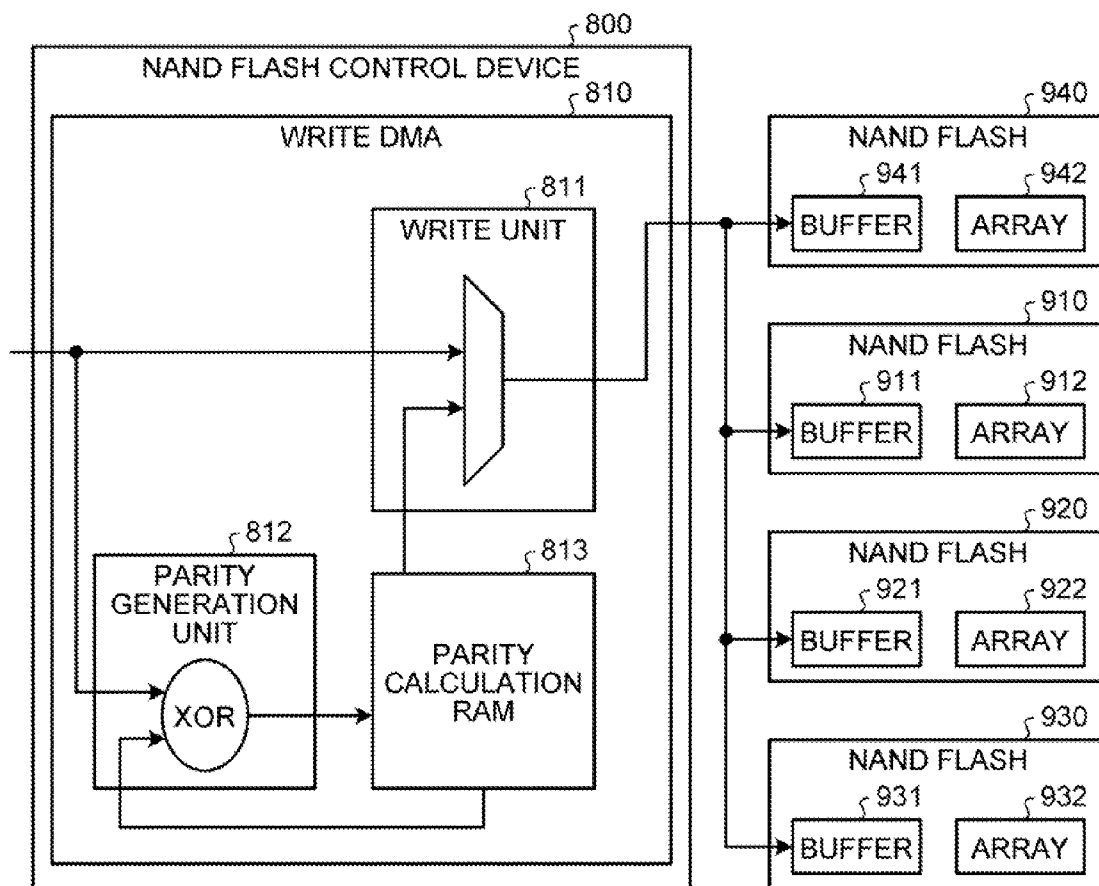 800
NAND FLASH CONTROL DEVICE
810
WRITE DMA
811
WRITE UNIT
812
PARITY
GENERATION
UNIT
XOR
813
PARITY
CALCULATION
RAM
940
NAND FLASH
941 942
BUFFER ARRAY
910
NAND FLASH
911 912
BUFFER ARRAY
920
NAND FLASH
921 922
BUFFER ARRAY
930
NAND FLASH
931 932
BUFFER ARRAY